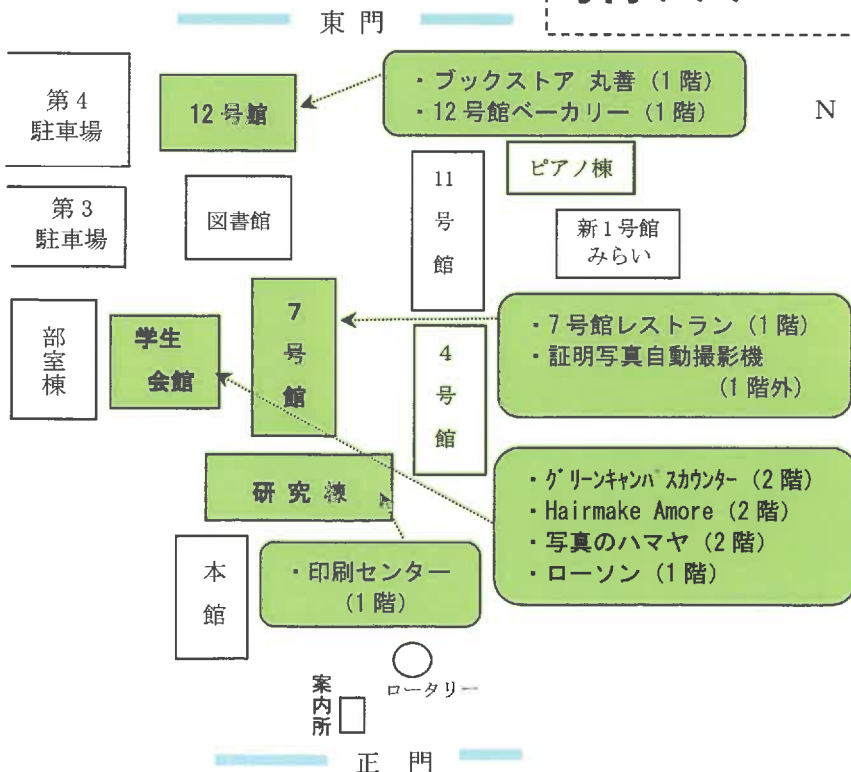 東門
第4
駐車場
12号館
・ブックストア 丸善（1階）
・12号館ベーカリー（1階）
N
第3
駐車場
図書館
11
号
館
ピアノ棟
新1号館
みらい
部室棟
学生
会館
7
号
館
4
号
館
・7号館レストラン（1階）
・証明写真自動撮影機
（1階外）
研究棟
・グリーンキャンパスカウンター（2階）
・Hairmake Amore（2階）
・写真のハマヤ（2階）
・ローソン（1階）
本
館
・印刷センター
（1階）
ロータリー
案内所
正 門